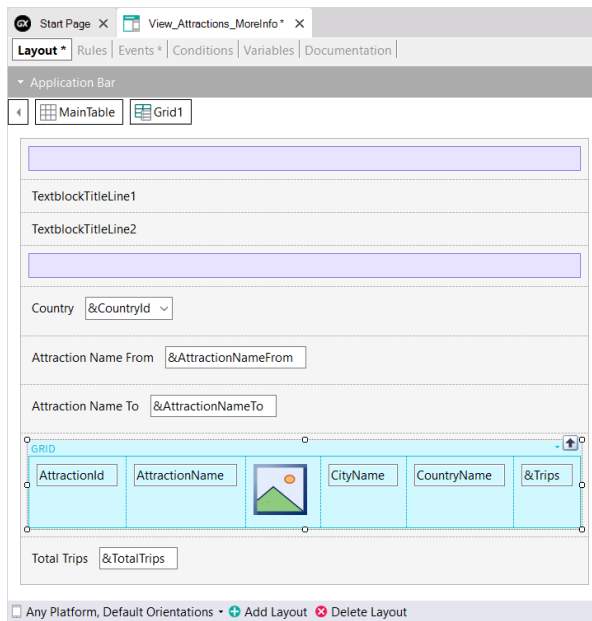 GX Start Page X View_Attractions_MoreInfo* X
Layout * Rules Events * Conditions Variables Documentation
Application Bar
MainTable Grid1
TextblockTitleLine1
TextblockTitleLine2
Country &CountryId
Attraction Name From &AttractionNameFrom
Attraction Name To &AttractionNameTo
GRID
AttractionId AttractionName CityName CountryName &Trips
Total Trips &TotalTrips
Any Platform, Default Orientations Add Layout Delete Layout